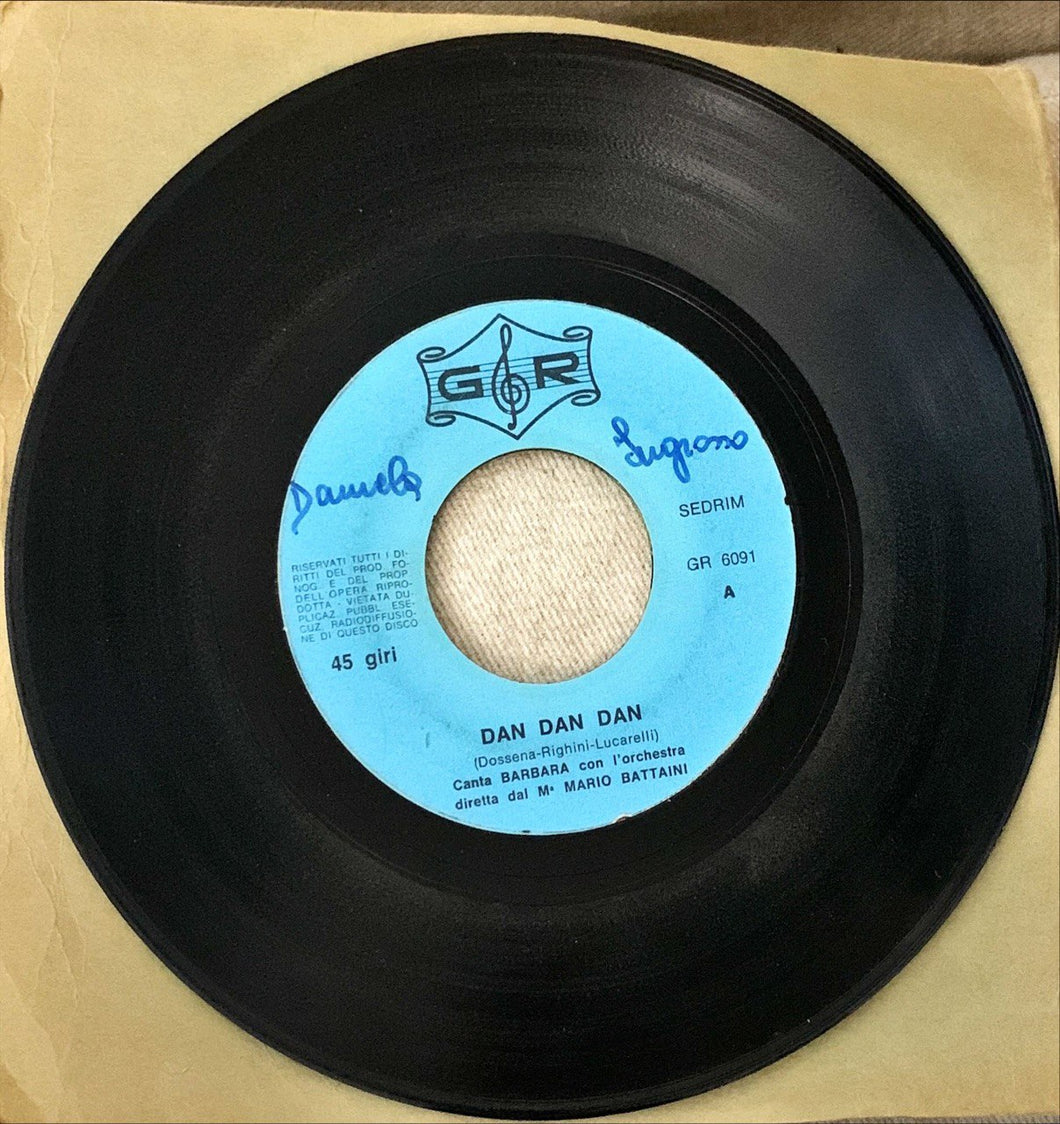 G R
Daniela
Ingrosso
SEDRIM
GR 6091
A
RISERVATI TUTTI I DI-
RITTI DEL PROD FO-
NOG E DEL PROP
DELL'OPERA RIPRO-
DOTTA - VIETATA DU-
PLICAZ PUBBL ESE-
CUZ RADIODIFFUSIO-
NE DI QUESTO DISCO
45 giri
DAN DAN DAN
(Dossena-Righini-Lucarelli)
Canta BARBARA con l'orchestra
diretta dal Mª MARIO BATTAINI